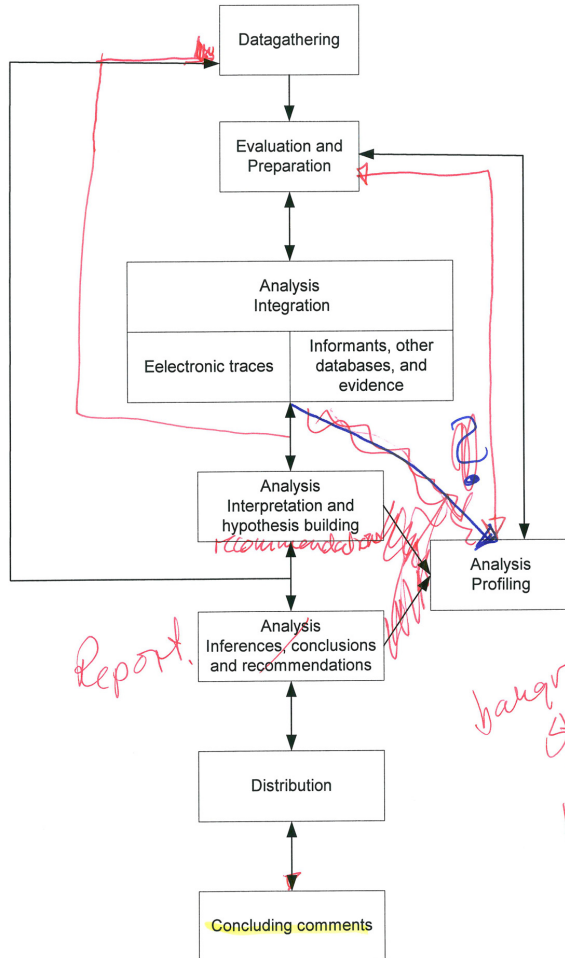 Datagathering
Evaluation and
Preparation
Analysis
Integration
Eelectronic traces
Informants, other
databases, and
evidence
?
Analysis
Interpretation and
hypothesis building
recommendations
Analysis
Profiling
Report.
Analysis
Inferences, conclusions
and recommendations
Distribution
Concluding comments